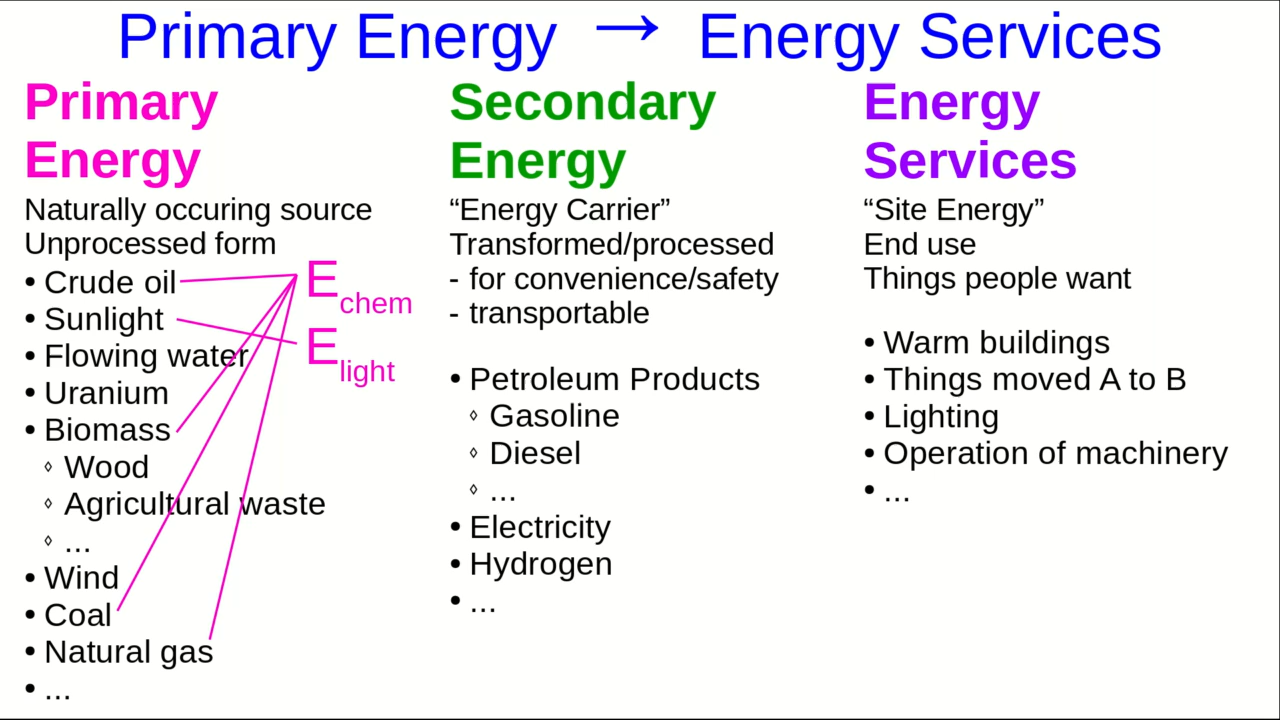 Primary Energy → Energy Services
Primary
Energy
Naturally occuring source
Unprocessed form
• Crude oil
• Sunlight
• Flowing water
• Uranium
• Biomass
◊ Wood
◊ Agricultural waste
◊ ...
• Wind
• Coal
• Natural gas
• ...
E chem
E light
Secondary
Energy
“Energy Carrier”
Transformed/processed
- for convenience/safety
- transportable
• Petroleum Products
◊ Gasoline
◊ Diesel
◊ ...
• Electricity
• Hydrogen
• ...
Energy
Services
“Site Energy”
End use
Things people want
• Warm buildings
• Things moved A to B
• Lighting
• Operation of machinery
• ...